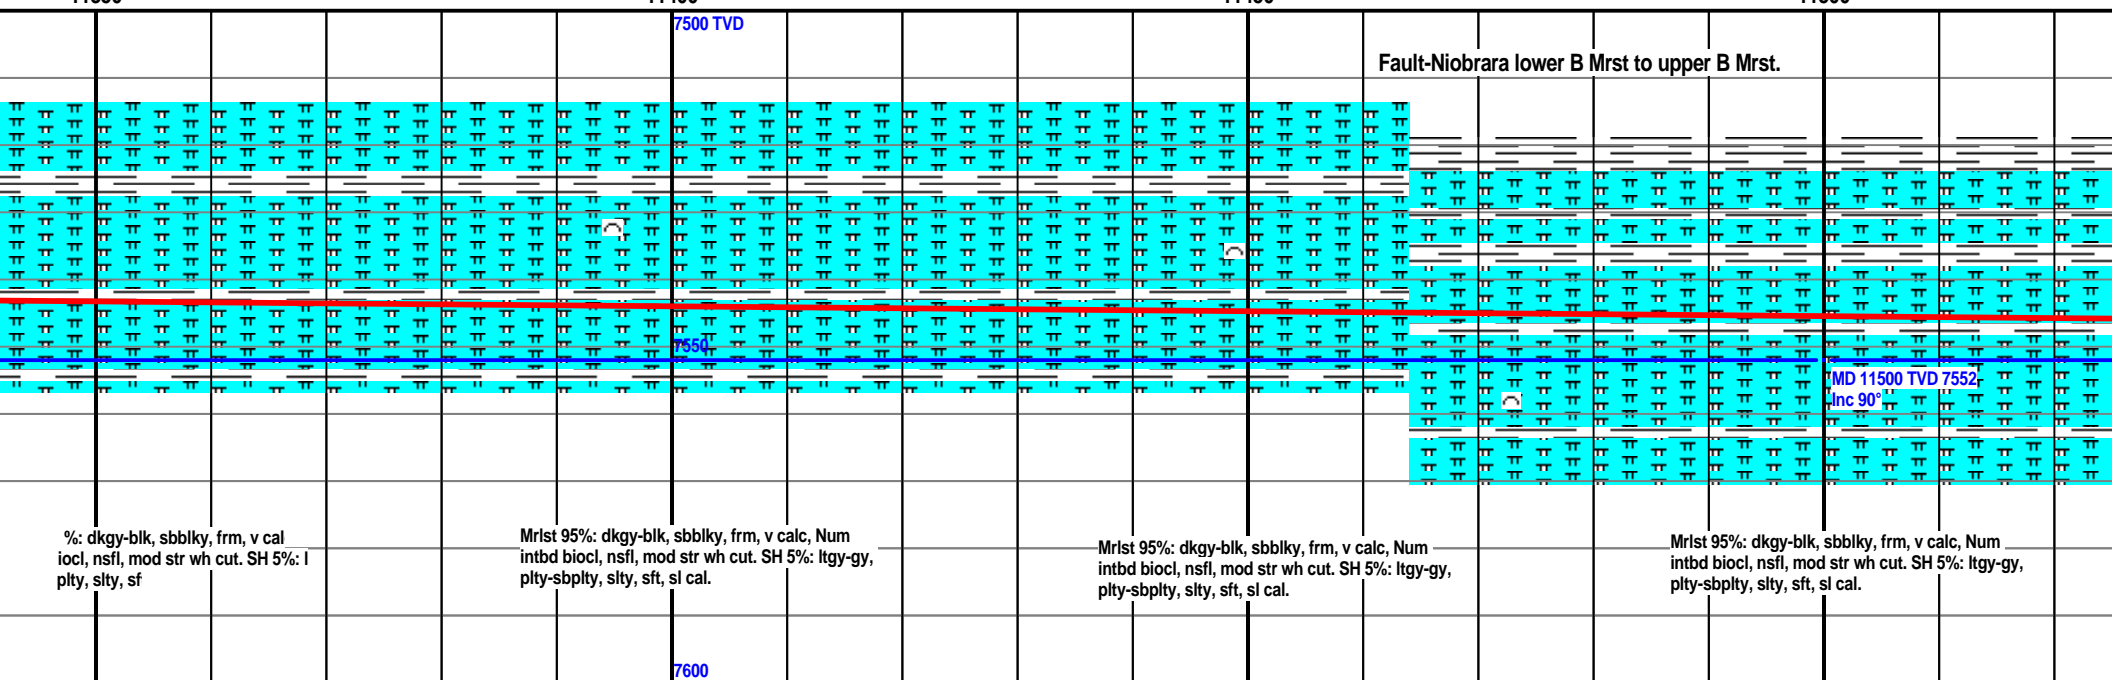 7500 TVD
Fault-Niobrara lower B Mrst to upper B Mrst.
7550
MD 11500 TVD 7552
Inc 90°
%: dkgy-blk, sbblky, frm, v cal
iocl, nsfl, mod str wh cut. SH 5%: l
plty, slty, sf
Mrlst 95%: dkgy-blk, sbblky, frm, v calc, Num
intbd biocl, nsfl, mod str wh cut. SH 5%: ltgy-gy,
plty-sbplty, slty, sft, sl cal.
Mrlst 95%: dkgy-blk, sbblky, frm, v calc, Num
intbd biocl, nsfl, mod str wh cut. SH 5%: ltgy-gy,
plty-sbplty, slty, sft, sl cal.
Mrlst 95%: dkgy-blk, sbblky, frm, v calc, Num
intbd biocl, nsfl, mod str wh cut. SH 5%: ltgy-gy,
plty-sbplty, slty, sft, sl cal.
7600